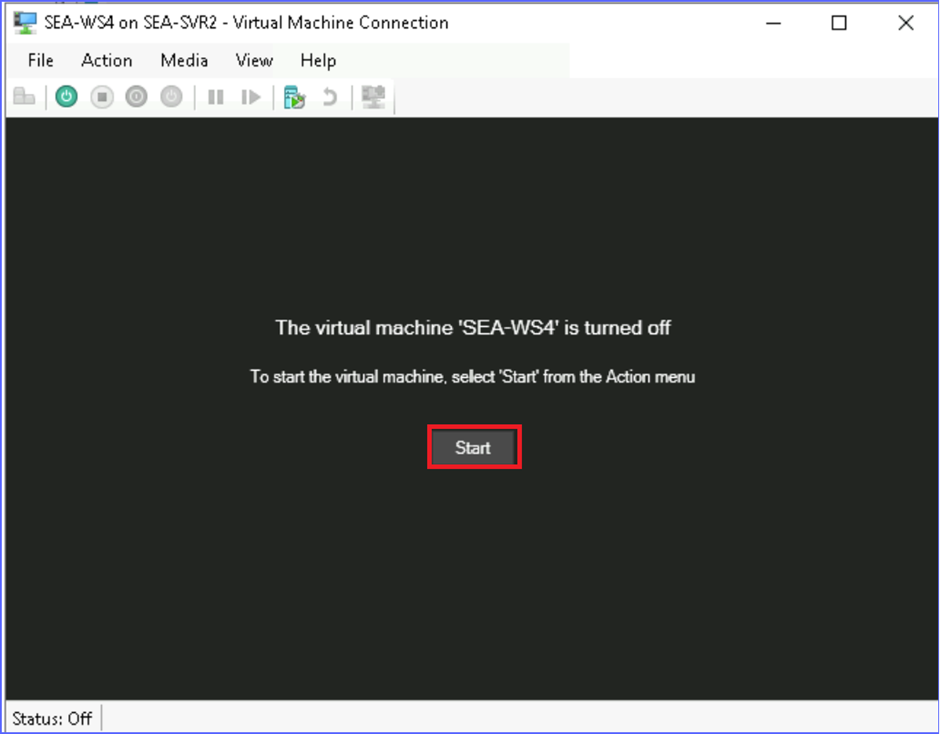 SEA-WS4 on SEA-SVR2 - Virtual Machine Connection
File Action Media View Help
The virtual machine 'SEA-WS4' is turned off
To start the virtual machine, select 'Start' from the Action menu
Start
Status: Off